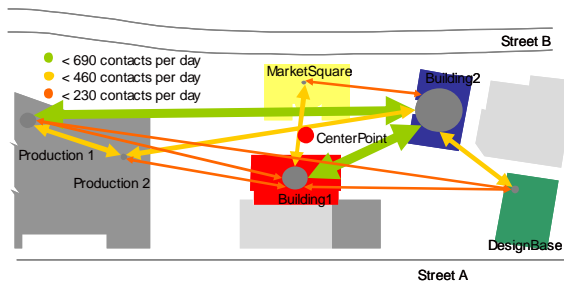 Street B
< 690 contacts per day
< 460 contacts per day
< 230 contacts per day
MarketSquare
Building2
CenterPoint
Production 1
Production 2
Building1
DesignBase
Street A